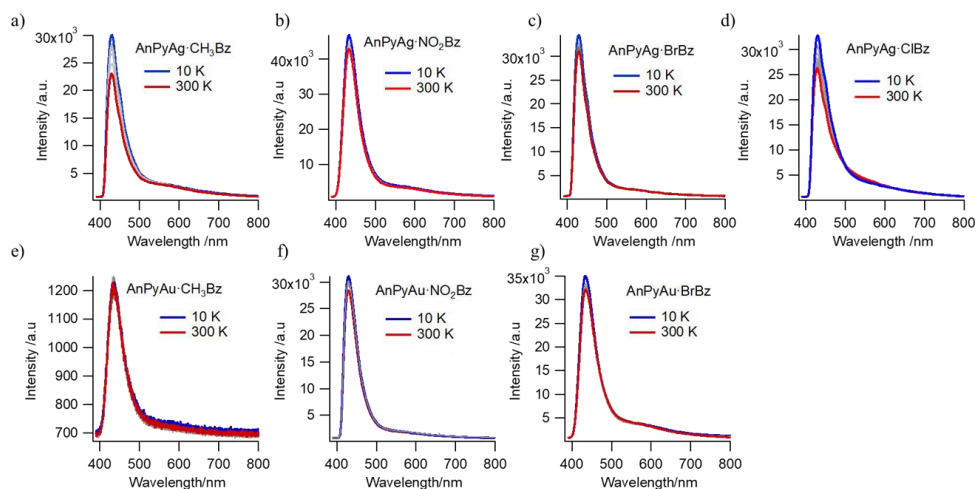 a)
AnPyAg·CH₃Bz
10 K
300 K
30x10³
25
20
15
10
5
Intensity /a.u.
400 500 600 700 800
Wavelength /nm
b)
AnPyAg·NO₂Bz
10 K
300 K
40x10³
30
20
10
Intensity /a.u.
400 500 600 700 800
Wavelength/nm
c)
AnPyAg·BrBz
10 K
300 K
30x10³
25
20
15
10
5
Intensity /a.u.
400 500 600 700 800
Wavelength /nm
d)
AnPyAg·ClBz
10 K
300 K
30x10³
25
20
15
10
5
Intensity /a.u.
400 500 600 700 800
Wavelength /nm
e)
AnPyAu·CH₃Bz
10 K
300 K
1200
1100
1000
900
800
700
Intensity /a.u
400 500 600 700 800
Wavelength/nm
f)
AnPyAu·NO₂Bz
10 K
300 K
30x10³
25
20
15
10
5
Intensity /a.u.
400 500 600 700 800
Wavelength/nm
g)
AnPyAu·BrBz
10 K
300 K
35x10³
30
25
20
15
10
5
Intensity /a.u
400 500 600 700 800
Wavelength/nm